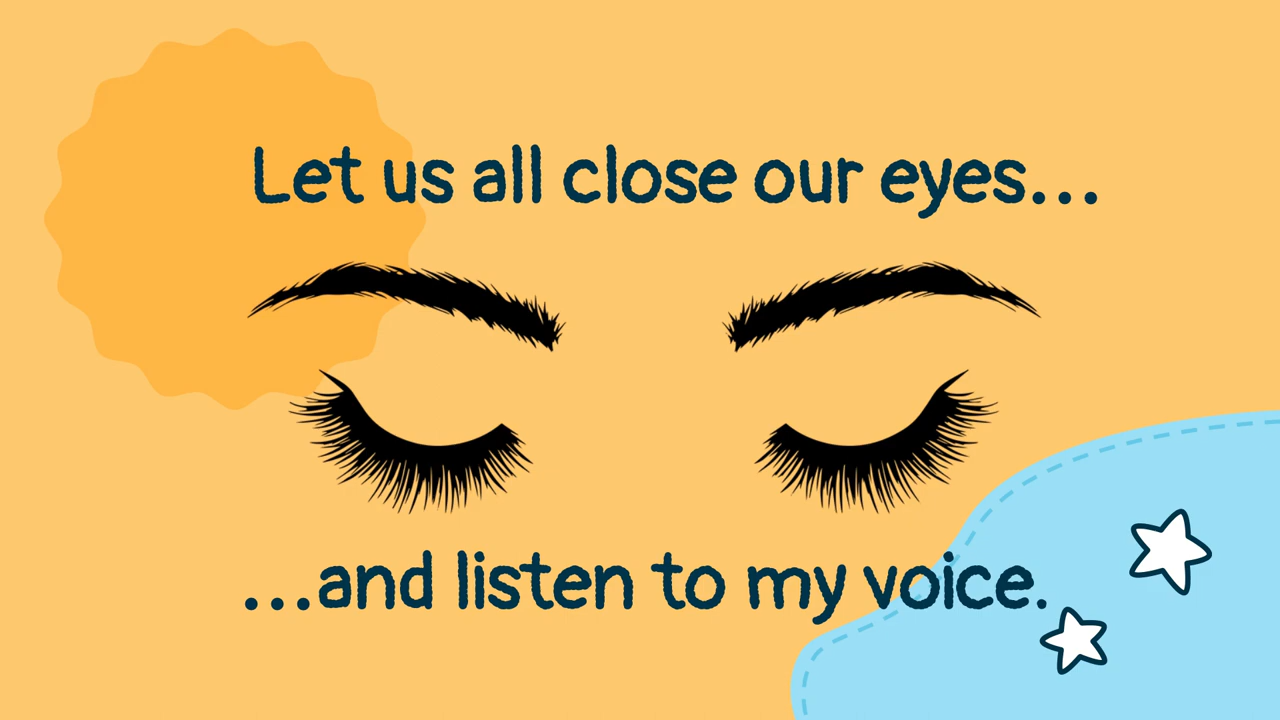 Let us all close our eyes...
...and listen to my voice.